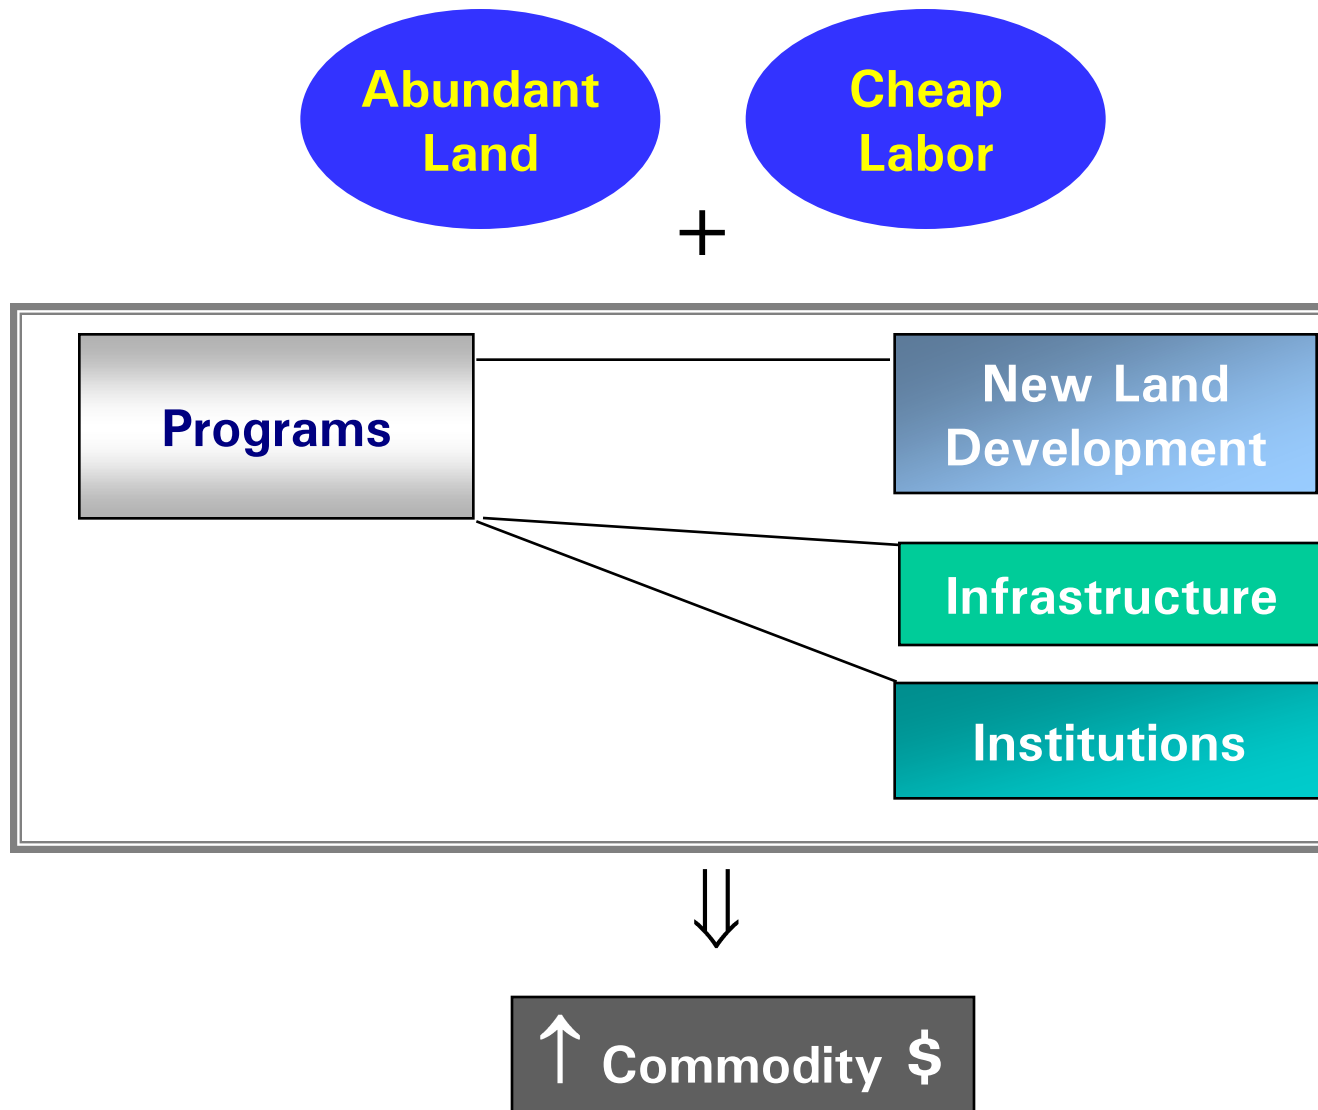 Abundant
Land
Cheap
Labor
+
Programs
New Land
Development
Infrastructure
Institutions
⇓
↑ Commodity $